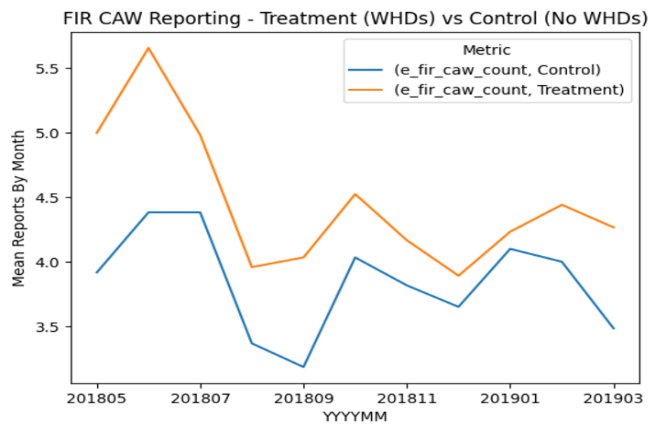 FIR CAW Reporting - Treatment (WHDs) vs Control (No WHDs)
Metric
(e_fir_caw_count, Control)
(e_fir_caw_count, Treatment)
Mean Reports By Month
5.5
5.0
4.5
4.0
3.5
201805 201807 201809 201811 201901 201903
YYYYMM